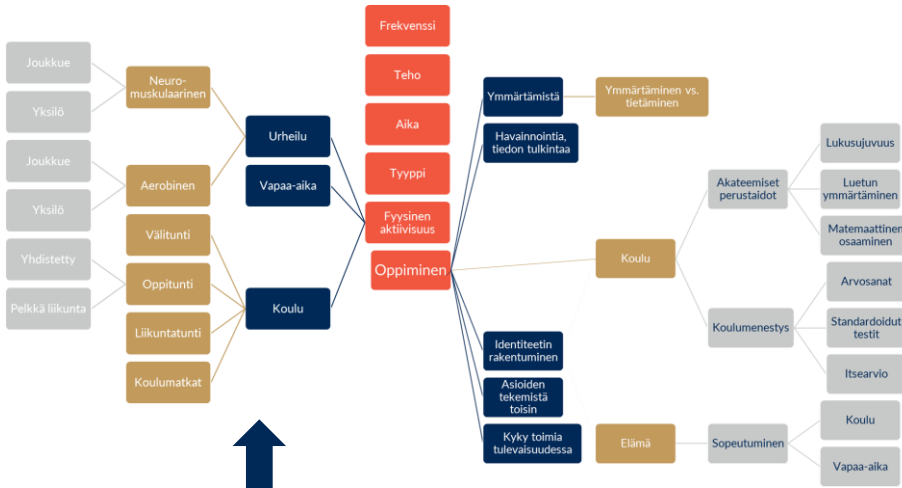 Joukkue
Yksilö
Joukkue
Yksilö
Yhdistetty
Pelkkä liikunta
Neuro-
muskulaarinen
Aerobinen
Välitunti
Oppitunti
Liikuntatunti
Koulumatkat
Urheilu
Vapaa-aika
Koulu
Frekvenssi
Teho
Aika
Tyyppi
Fyysinen
aktiivisuus
Oppiminen
Ymmärtämistä
Havainnointia,
tiedon tulkintaa
Identiteetin
rakentuminen
Asioiden
tekemistä
toisin
Kyky toimia
tulevaisuudessa
Ymmärtäminen vs.
tietäminen
Koulu
Elämä
Akateemiset
perustaidot
Koulumenestys
Sopeutuminen
Lukusujuvuus
Luetun
ymmärtäminen
Matemaattinen
osaaminen
Arvosanat
Standardoidut
testit
Itsearvio
Koulu
Vapaa-aika